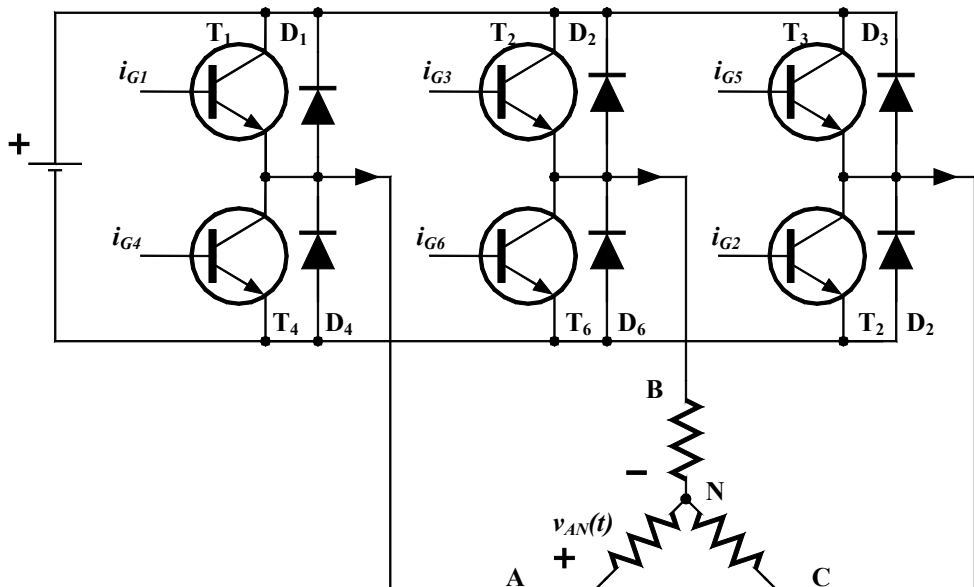 T1 D1 T2 D2 T3 D3
iG1 iG3 iG5
+
iG4 iG6 iG2
T4 D4 T6 D6 T2 D2
B
−
N
vAN(t)
+
A C